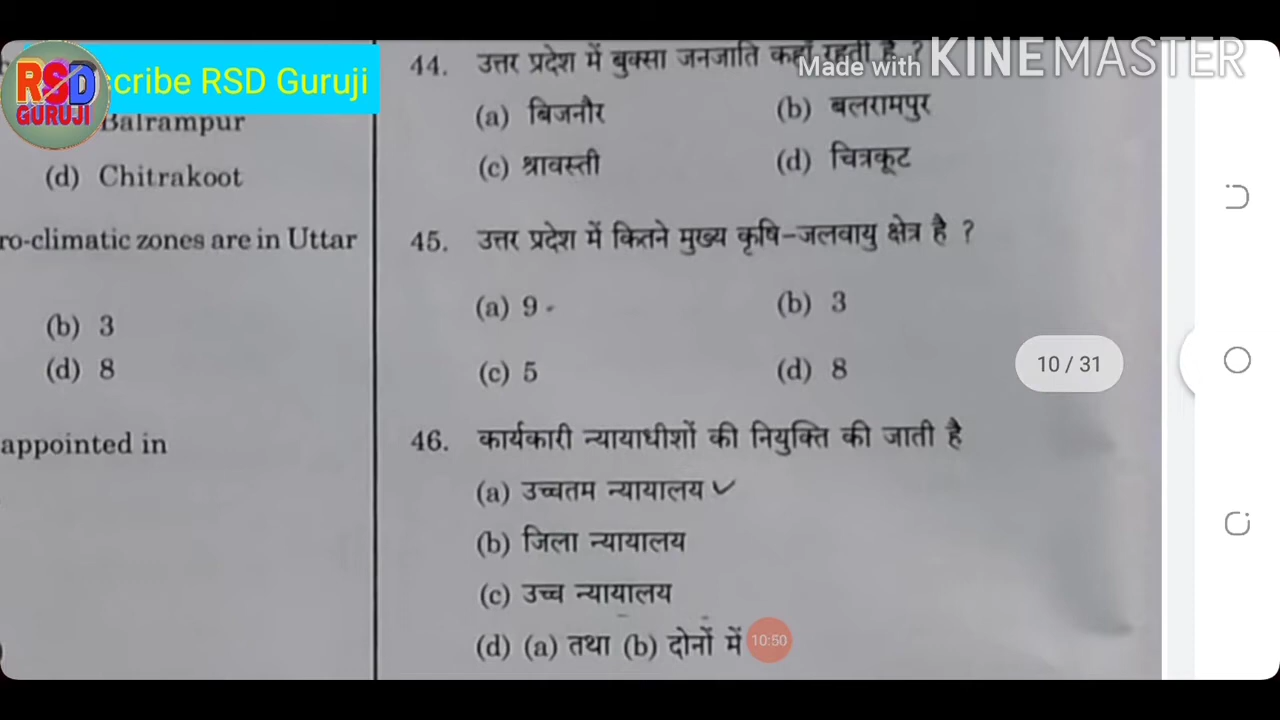 cribe RSD Guruji
RSD
GURUJI
Made with KINEMASTER
Balrampur
(d) Chitrakoot
ro-climatic zones are in Uttar
(b) 3
(d) 8
appointed in
44. उत्तर प्रदेश में बुक्सा जनजाति कहाँ रहती है ?
(a) बिजनौर (b) बलरामपुर
(c) श्रावस्ती (d) चित्रकूट
45. उत्तर प्रदेश में कितने मुख्य कृषि-जलवायु क्षेत्र है ?
(a) 9 (b) 3
(c) 5 (d) 8
46. कार्यकारी न्यायाधीशों की नियुक्ति की जाती है
(a) उच्चतम न्यायालय
(b) जिला न्यायालय
(c) उच्च न्यायालय
(d) (a) तथा (b) दोनों में
10:50
10 / 31